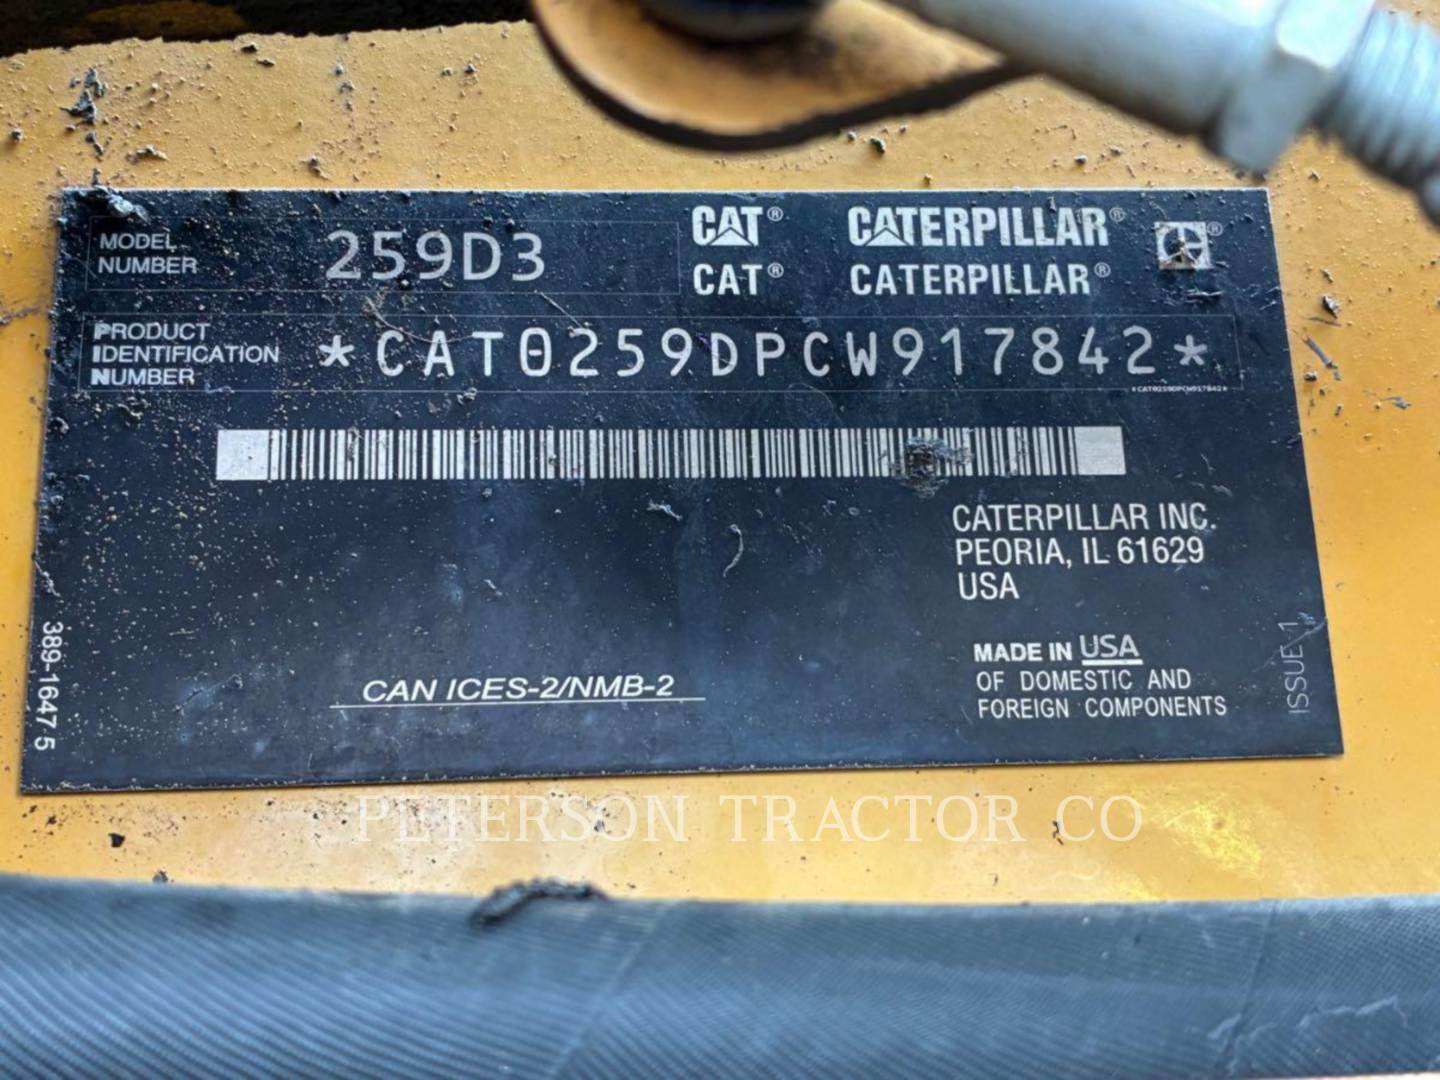 MODEL NUMBER 259D3
CAT® CATERPILLAR® ®
CAT® CATERPILLAR®
PRODUCT IDENTIFICATION NUMBER *CAT0259DPCW917842*
*CAT0259DPCW917842*
CATERPILLAR INC.
PEORIA, IL 61629
USA
MADE IN USA
OF DOMESTIC AND
FOREIGN COMPONENTS
CAN ICES-2/NMB-2
389-1647 5
ISSUE 1
PETERSON TRACTOR CO